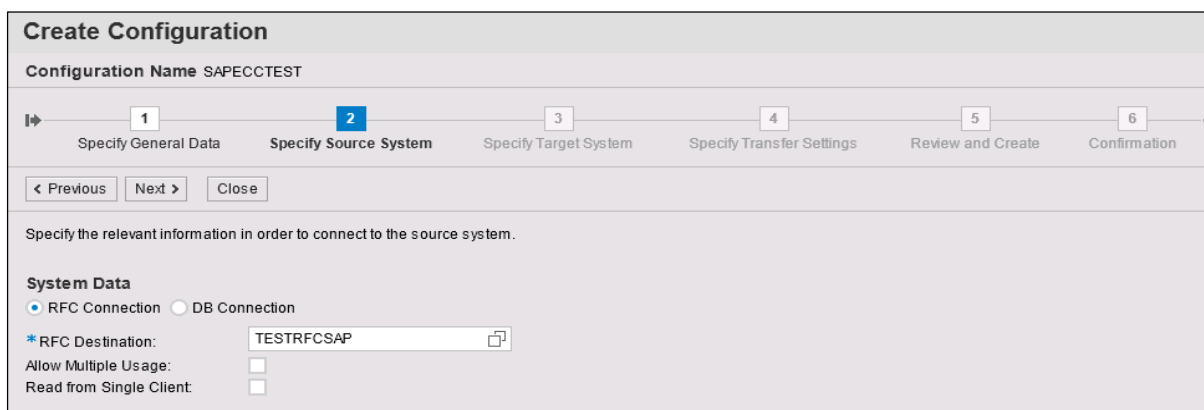 Create Configuration
Configuration Name SAPECCTEST
1 2 3 4 5 6
Specify General Data Specify Source System Specify Target System Specify Transfer Settings Review and Create Confirmation
< Previous Next > Close
Specify the relevant information in order to connect to the source system.
System Data
RFC Connection DB Connection
* RFC Destination: TESTRFCSAP
Allow Multiple Usage:
Read from Single Client: